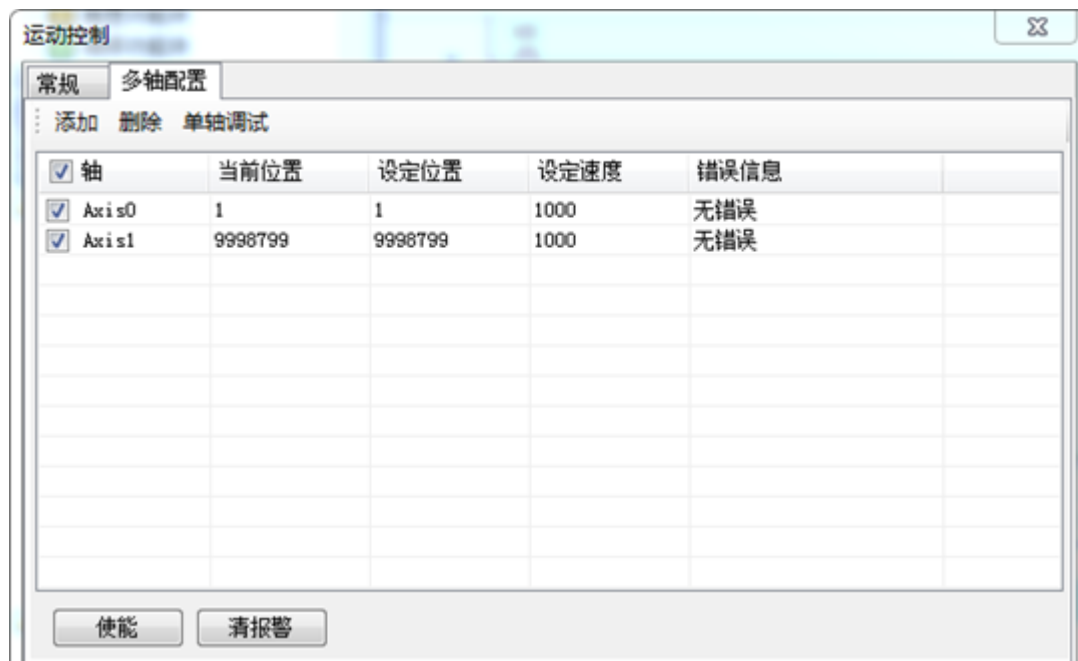 运动控制
常规 多轴配置
添加 删除 单轴调试
轴 当前位置 设定位置 设定速度 错误信息
Axis0 1 1 1000 无错误
Axis1 9998799 9998799 1000 无错误
使能 清报警